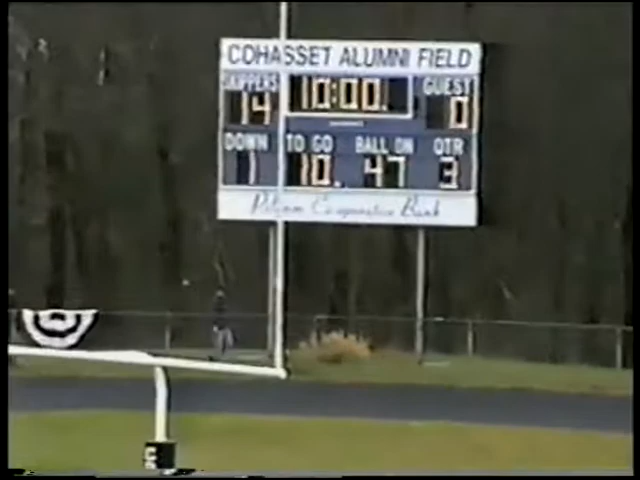 COHASSET ALUMNI FIELD
SKIPPERS 10:00. GUEST
14 0
DOWN TO GO BALL ON QTR
1 10. 47 3
Pilgrim Cooperative Bank